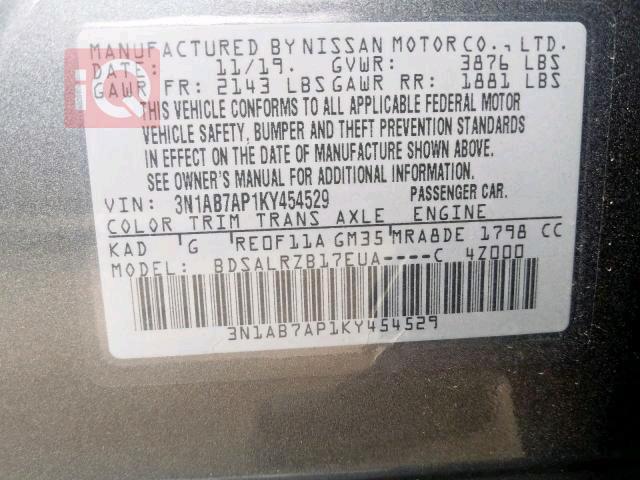 MANUFACTURED BY NISSAN MOTOR CO., LTD.
DATE: 11/19. GVWR: 3876 LBS
GAWR FR: 2143 LBS GAWR RR: 1881 LBS
THIS VEHICLE CONFORMS TO ALL APPLICABLE FEDERAL MOTOR
VEHICLE SAFETY, BUMPER AND THEFT PREVENTION STANDARDS
IN EFFECT ON THE DATE OF MANUFACTURE SHOWN ABOVE.
SEE OWNER'S MANUAL FOR ADDITIONAL INFORMATION.
VIN: 3N1AB7AP1KY454529 PASSENGER CAR.
COLOR TRIM TRANS AXLE ENGINE
KAD G RE0F11A GM35 MRA8DE 1798 CC
MODEL: BDSALRZB17EUA----C 4Z000
3N1AB7AP1KY454529
iQ